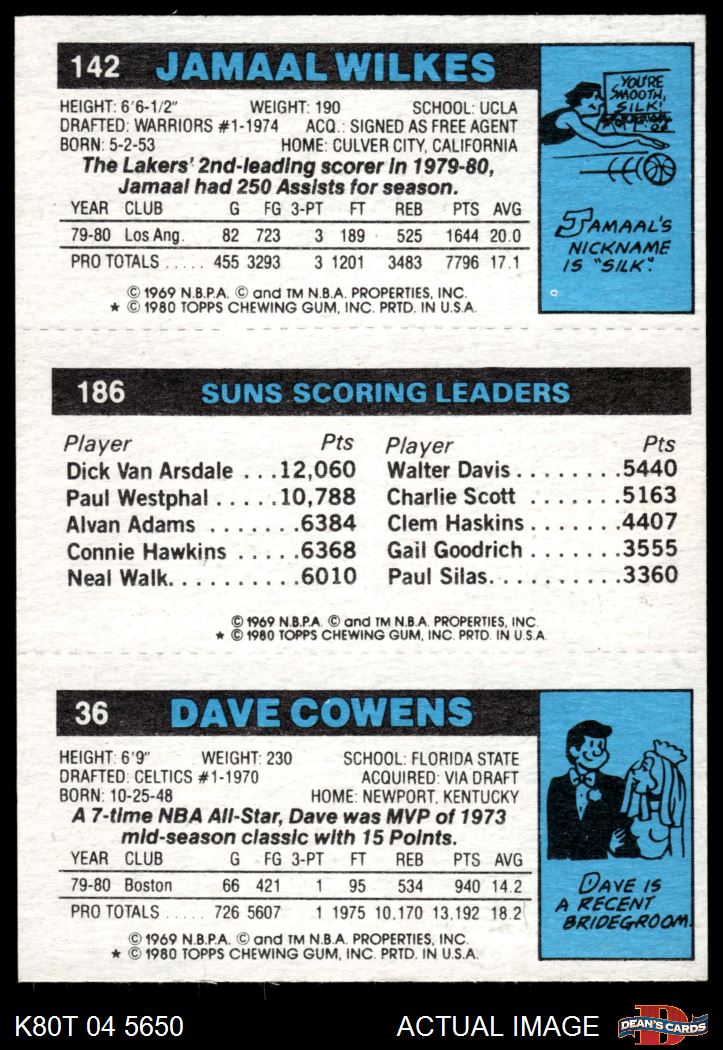 142 JAMAAL WILKES
HEIGHT: 6'6-1/2" WEIGHT: 190 SCHOOL: UCLA
DRAFTED: WARRIORS #1-1974 ACQ.: SIGNED AS FREE AGENT
BORN: 5-2-53 HOME: CULVER CITY, CALIFORNIA
The Lakers' 2nd-leading scorer in 1979-80,
Jamaal had 250 Assists for season.
YEAR CLUB G FG 3-PT FT REB PTS AVG
79-80 Los Ang. 82 723 3 189 525 1644 20.0
PRO TOTALS ..... 455 3293 3 1201 3483 7796 17.1
© 1969 N.B.P.A. © and TM N.B.A. PROPERTIES, INC.
★ © 1980 TOPPS CHEWING GUM, INC. PRTD. IN U.S.A.
YOU'RE
SMOOTH,
SILK!
JAMAAL'S
NICKNAME
IS "SILK".
186 SUNS SCORING LEADERS
Player Pts Player Pts
Dick Van Arsdale ...12,060 Walter Davis ........5440
Paul Westphal .....10,788 Charlie Scott .......5163
Alvan Adams .......6384 Clem Haskins .......4407
Connie Hawkins .....6368 Gail Goodrich .......3555
Neal Walk..........6010 Paul Silas..........3360
© 1969 N.B.P.A. © and TM N.B.A. PROPERTIES, INC.
★ © 1980 TOPPS CHEWING GUM, INC. PRTD. IN U.S.A.
36 DAVE COWENS
HEIGHT: 6'9" WEIGHT: 230 SCHOOL: FLORIDA STATE
DRAFTED: CELTICS #1-1970 ACQUIRED: VIA DRAFT
BORN: 10-25-48 HOME: NEWPORT, KENTUCKY
A 7-time NBA All-Star, Dave was MVP of 1973
mid-season classic with 15 Points.
YEAR CLUB G FG 3-PT FT REB PTS AVG
79-80 Boston 66 421 1 95 534 940 14.2
PRO TOTALS ..... 726 5607 1 1975 10,170 13,192 18.2
© 1969 N.B.P.A. © and TM N.B.A. PROPERTIES, INC.
★ © 1980 TOPPS CHEWING GUM, INC. PRTD. IN U.S.A.
DAVE IS
A RECENT
BRIDEGROOM.
K80T 04 5650 ACTUAL IMAGE DEAN'S CARDS